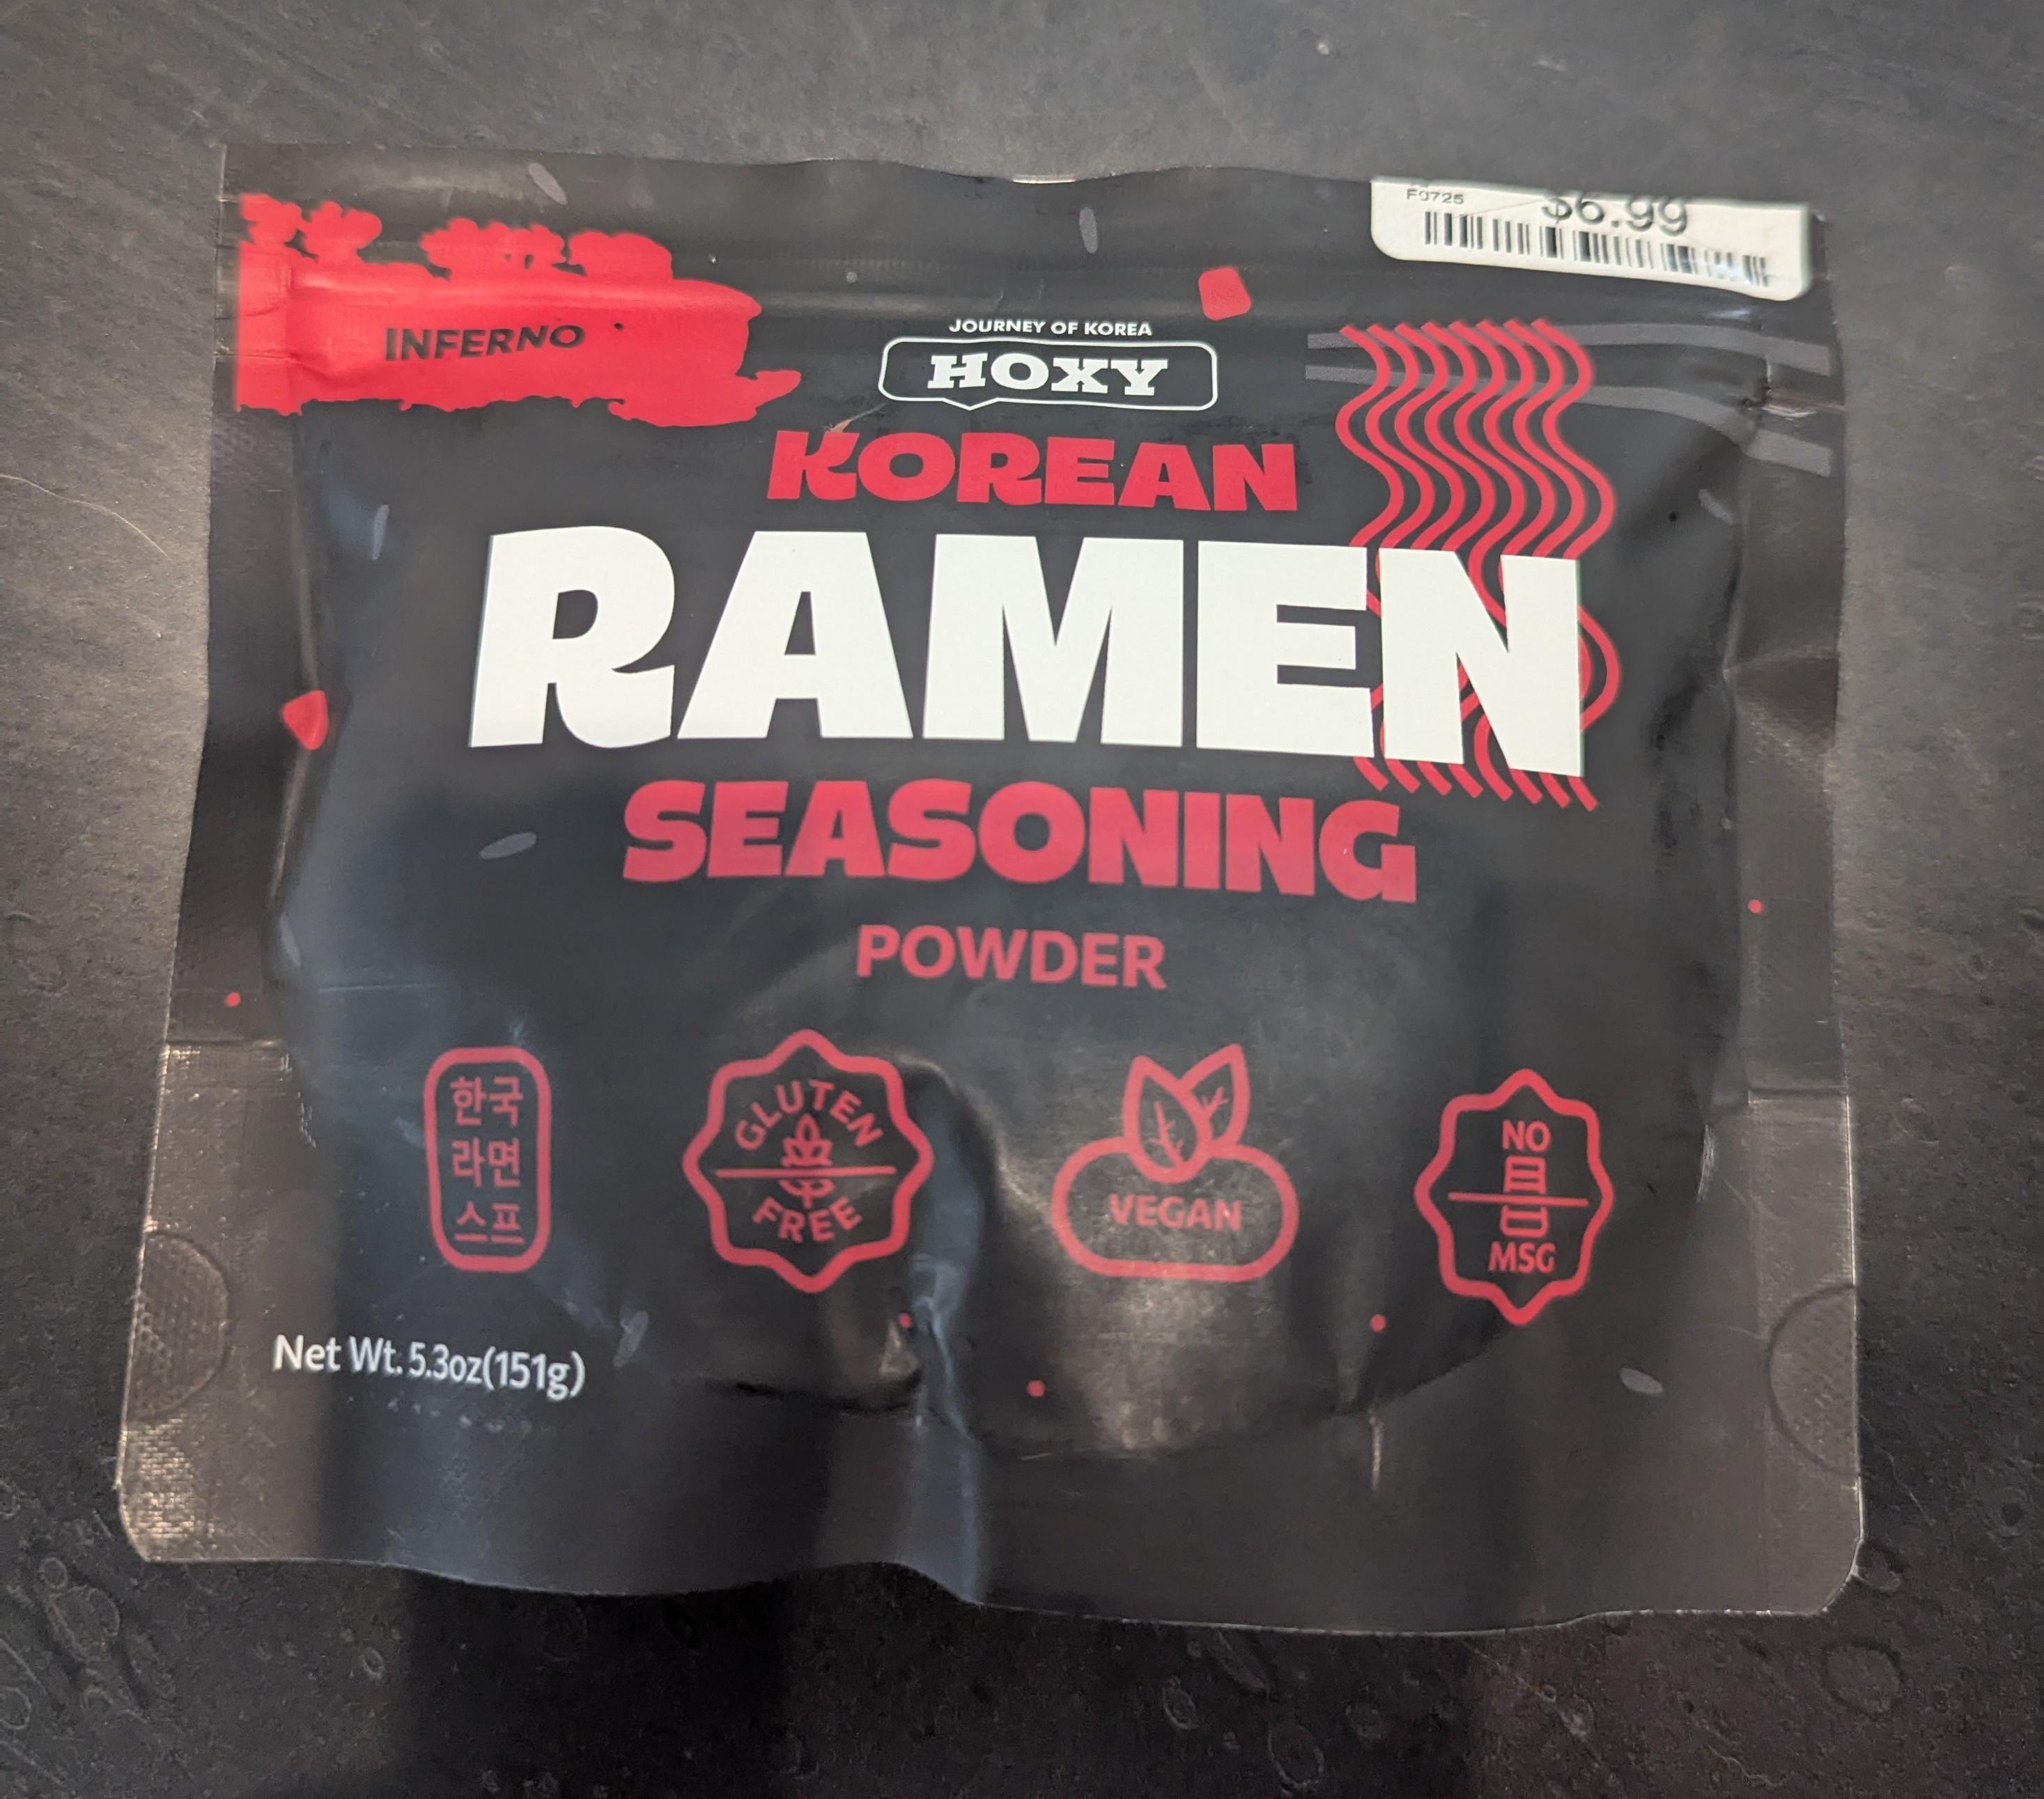 F0725
$6.99
INFERNO
JOURNEY OF KOREA
HOXY
KOREAN
RAMEN
SEASONING
POWDER
한국
라면
스프
GLUTEN
FREE
VEGAN
NO
MSG
Net Wt. 5.3oz(151g)